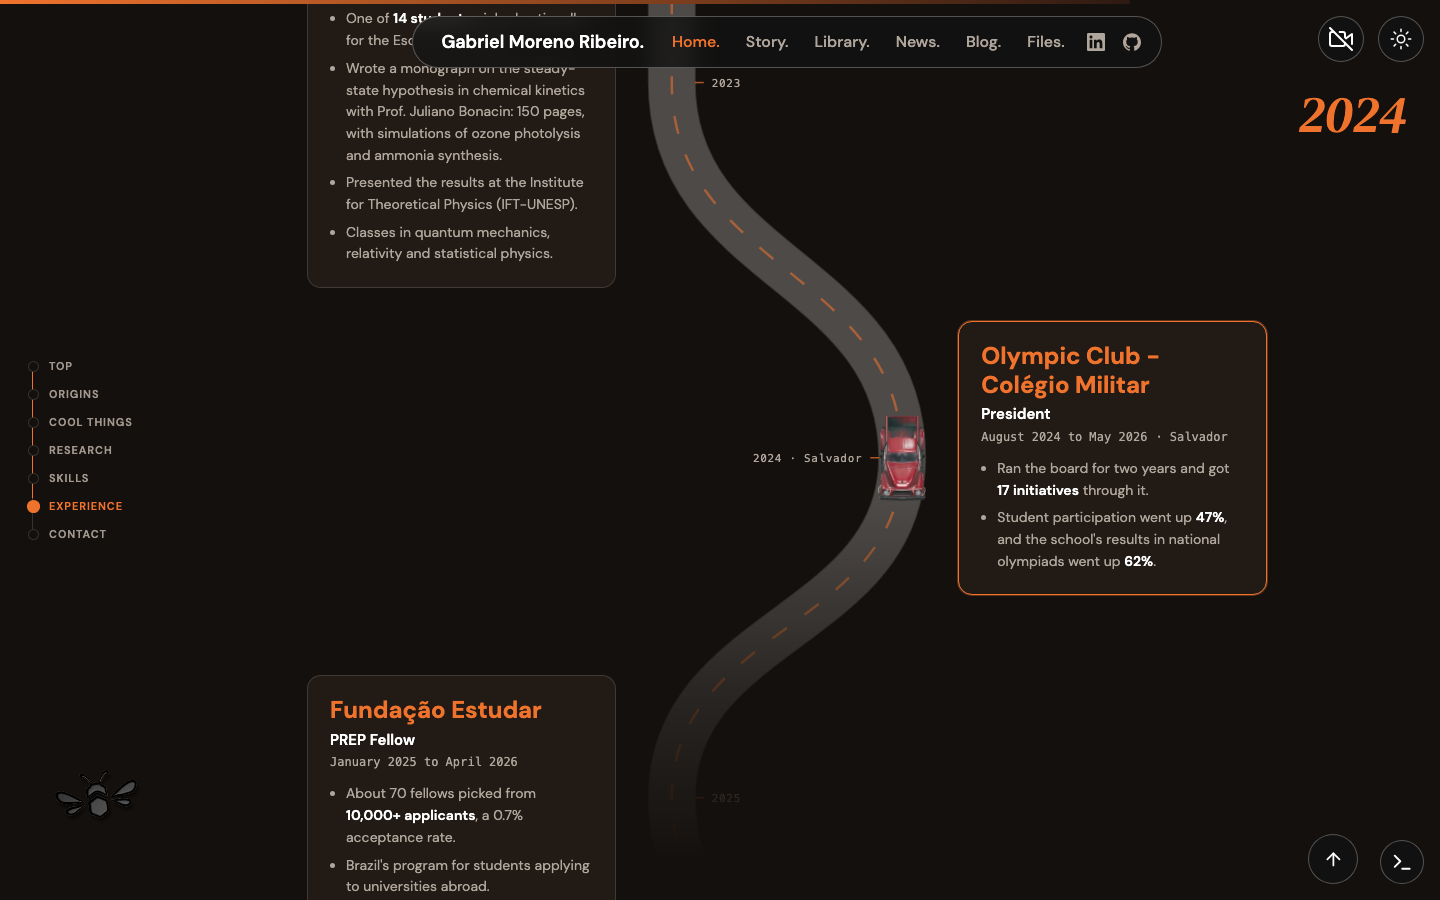 Gabriel Moreno Ribeiro.
Home.
Story.
Library.
News.
Blog.
Files.
One of 14
for the
Wrote a monograph on the steady-
state hypothesis in chemical kinetics
with Prof. Juliano Bonacin: 150 pages,
with simulations of ozone photolysis
and ammonia synthesis.
Presented the results at the Institute
for Theoretical Physics (IFT-UNESP).
Classes in quantum mechanics,
relativity and statistical physics.
2023
2024
TOP
ORIGINS
COOL THINGS
RESEARCH
SKILLS
EXPERIENCE
CONTACT
2024 · Salvador
Olympic Club –
Colégio Militar
President
August 2024 to May 2026 · Salvador
Ran the board for two years and got
17 initiatives through it.
Student participation went up 47%,
and the school's results in national
olympiads went up 62%.
Fundação Estudar
PREP Fellow
January 2025 to April 2026
About 70 fellows picked from
10,000+ applicants, a 0.7%
acceptance rate.
Brazil's program for students applying
to universities abroad.
2025